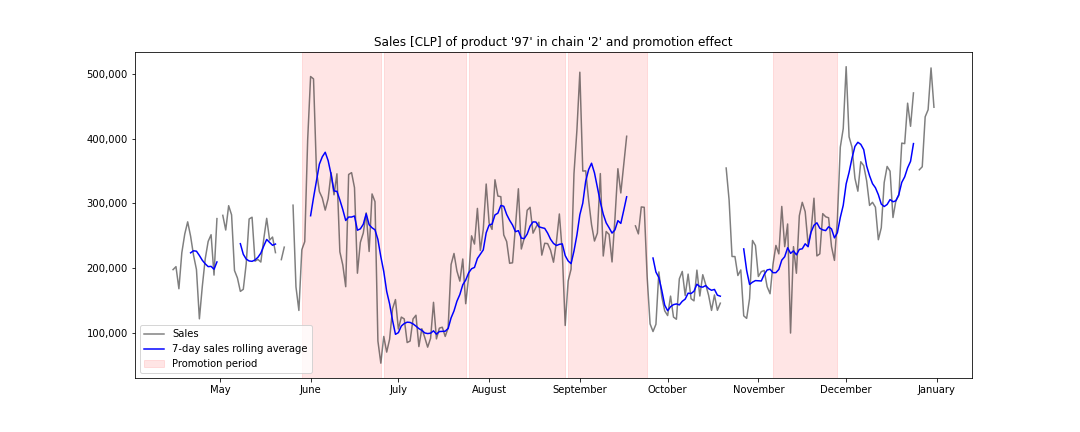 Sales [CLP] of product '97' in chain '2' and promotion effect
500,000
400,000
300,000
200,000
100,000
Sales
7-day sales rolling average
Promotion period
May June July August September October November December January